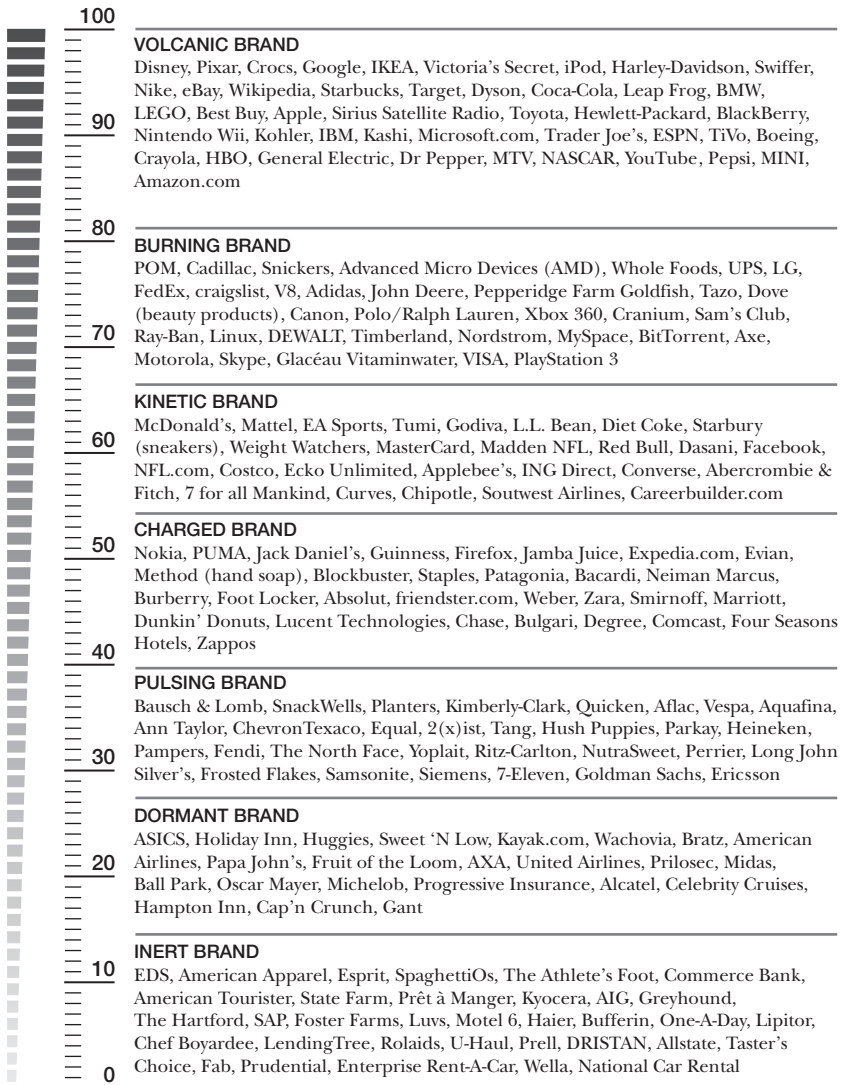 100
VOLCANIC BRAND
Disney, Pixar, Crocs, Google, IKEA, Victoria's Secret, iPod, Harley-Davidson, Swiffer,
Nike, eBay, Wikipedia, Starbucks, Target, Dyson, Coca-Cola, Leap Frog, BMW,
LEGO, Best Buy, Apple, Sirius Satellite Radio, Toyota, Hewlett-Packard, BlackBerry,
90
Nintendo Wii, Kohler, IBM, Kashi, Microsoft.com, Trader Joe's, ESPN, TiVo, Boeing,
Crayola, HBO, General Electric, Dr Pepper, MTV, NASCAR, YouTube, Pepsi, MINI,
Amazon.com
80
BURNING BRAND
POM, Cadillac, Snickers, Advanced Micro Devices (AMD), Whole Foods, UPS, LG,
FedEx, craigslist, V8, Adidas, John Deere, Pepperidge Farm Goldfish, Tazo, Dove
(beauty products), Canon, Polo/Ralph Lauren, Xbox 360, Cranium, Sam's Club,
70
Ray-Ban, Linux, DEWALT, Timberland, Nordstrom, MySpace, BitTorrent, Axe,
Motorola, Skype, Glacéau Vitaminwater, VISA, PlayStation 3
KINETIC BRAND
McDonald's, Mattel, EA Sports, Tumi, Godiva, L.L. Bean, Diet Coke, Starbury
60
(sneakers), Weight Watchers, MasterCard, Madden NFL, Red Bull, Dasani, Facebook,
NFL.com, Costco, Ecko Unlimited, Applebee's, ING Direct, Converse, Abercrombie &
Fitch, 7 for all Mankind, Curves, Chipotle, Soutwest Airlines, Careerbuilder.com
CHARGED BRAND
50
Nokia, PUMA, Jack Daniel's, Guinness, Firefox, Jamba Juice, Expedia.com, Evian,
Method (hand soap), Blockbuster, Staples, Patagonia, Bacardi, Neiman Marcus,
Burberry, Foot Locker, Absolut, friendster.com, Weber, Zara, Smirnoff, Marriott,
Dunkin' Donuts, Lucent Technologies, Chase, Bulgari, Degree, Comcast, Four Seasons
Hotels, Zappos
40
PULSING BRAND
Bausch & Lomb, SnackWells, Planters, Kimberly-Clark, Quicken, Aflac, Vespa, Aquafina,
Ann Taylor, ChevronTexaco, Equal, 2(x)ist, Tang, Hush Puppies, Parkay, Heineken,
Pampers, Fendi, The North Face, Yoplait, Ritz-Carlton, NutraSweet, Perrier, Long John
30
Silver's, Frosted Flakes, Samsonite, Siemens, 7-Eleven, Goldman Sachs, Ericsson
DORMANT BRAND
ASICS, Holiday Inn, Huggies, Sweet 'N Low, Kayak.com, Wachovia, Bratz, American
20
Airlines, Papa John's, Fruit of the Loom, AXA, United Airlines, Prilosec, Midas,
Ball Park, Oscar Mayer, Michelob, Progressive Insurance, Alcatel, Celebrity Cruises,
Hampton Inn, Cap'n Crunch, Gant
INERT BRAND
10
EDS, American Apparel, Esprit, SpaghettiOs, The Athlete's Foot, Commerce Bank,
American Tourister, State Farm, Prêt à Manger, Kyocera, AIG, Greyhound,
The Hartford, SAP, Foster Farms, Luvs, Motel 6, Haier, Bufferin, One-A-Day, Lipitor,
Chef Boyardee, LendingTree, Rolaids, U-Haul, Prell, DRISTAN, Allstate, Taster's
Choice, Fab, Prudential, Enterprise Rent-A-Car, Wella, National Car Rental
0